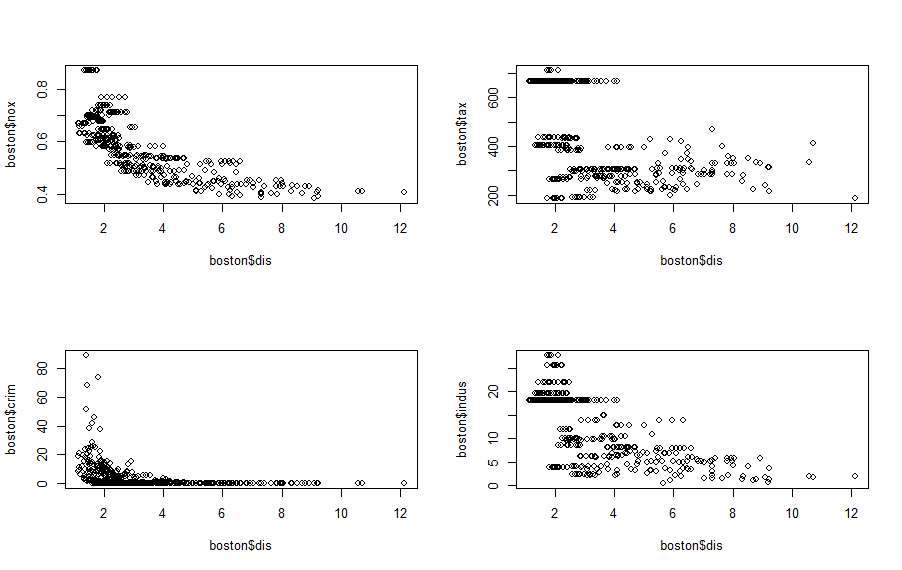 boston$nox
0.4 0.6 0.8
2 4 6 8 10 12
boston$dis
boston$tax
200 400 600
2 4 6 8 10 12
boston$dis
boston$crim
0 20 40 60 80
2 4 6 8 10 12
boston$dis
boston$indus
0 5 10 20
2 4 6 8 10 12
boston$dis